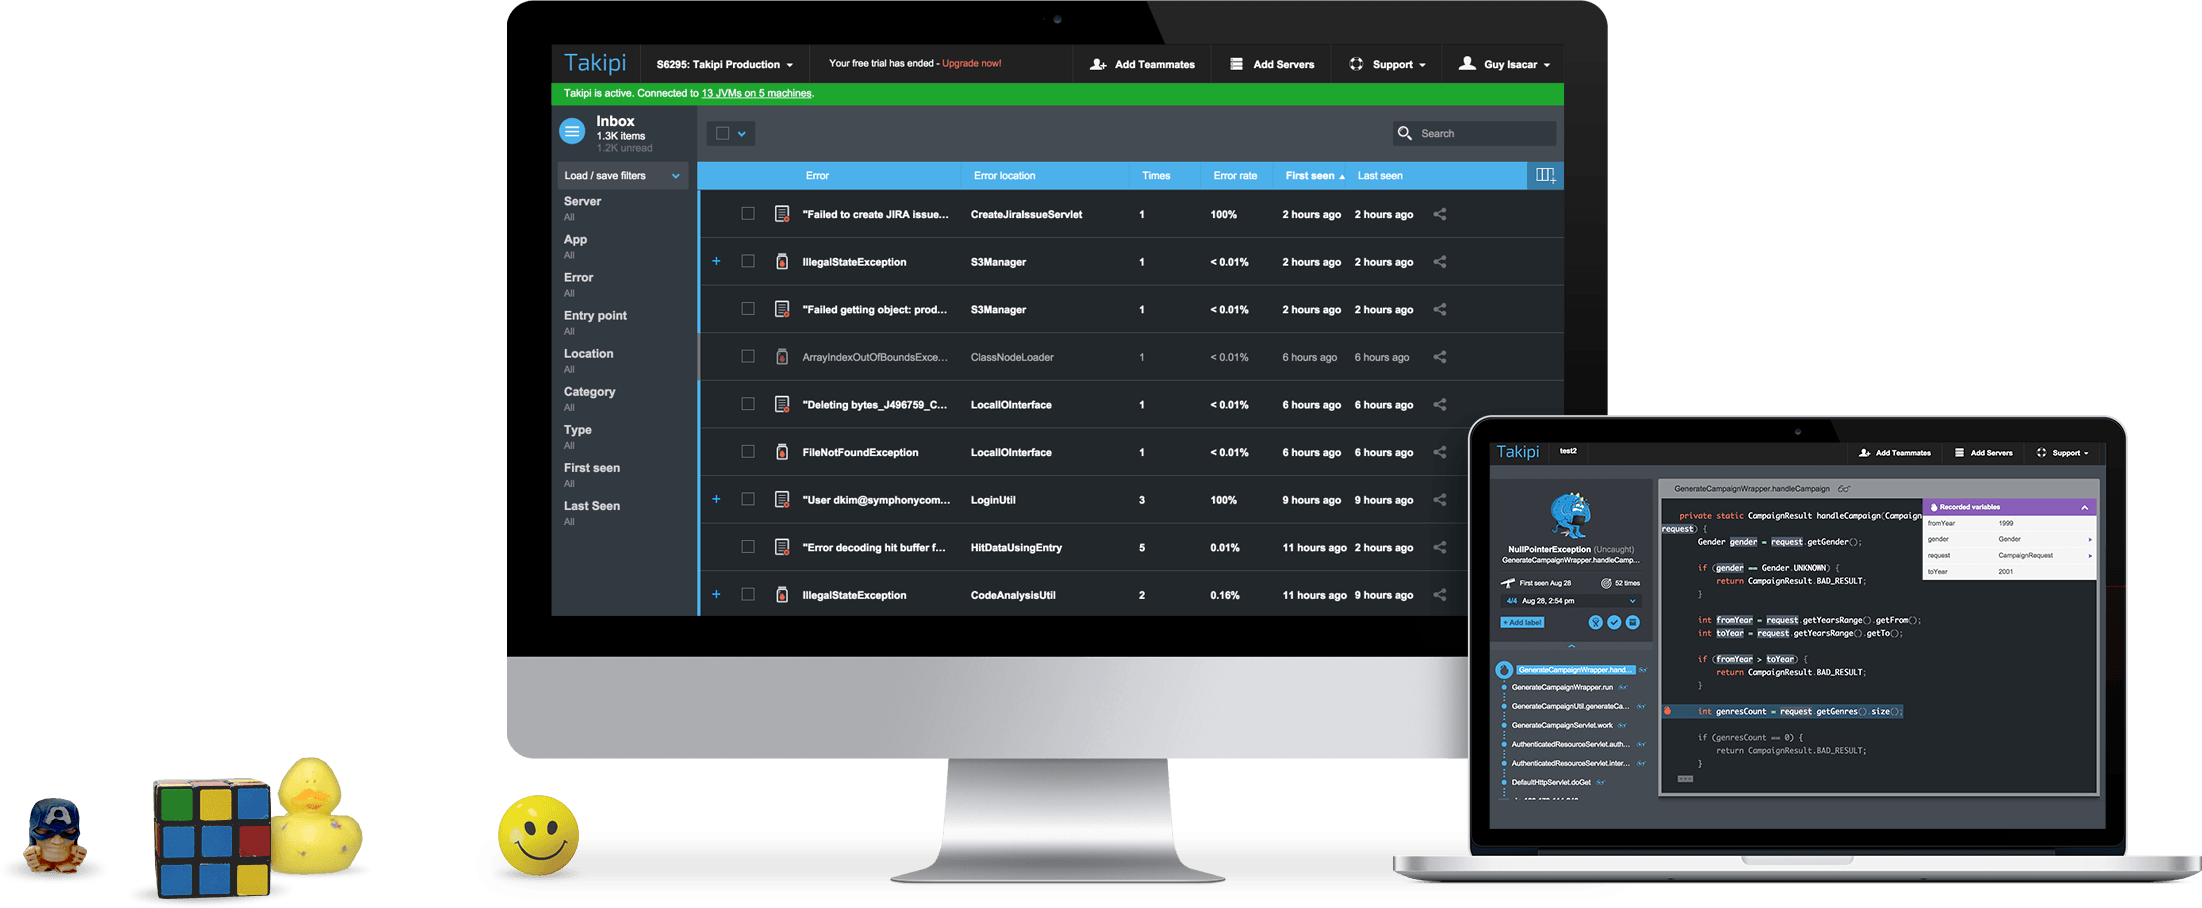 Takipi S6295: Takipi Production Your free trial has ended - Upgrade now! Add Teammates Add Servers Support Guy Isacar
Takipi is active. Connected to 13 JVMs on 5 machines.
Inbox
1.3K items
1.2K unread
Search
Load / save filters
Server
All
App
All
Error
All
Entry point
All
Location
All
Category
All
Type
All
First seen
All
Last Seen
All
Error Error location Times Error rate First seen Last seen
"Failed to create JIRA issue... CreateJiraIssueServlet 1 100% 2 hours ago 2 hours ago
+ IllegalStateException S3Manager 1 < 0.01% 2 hours ago 2 hours ago
"Failed getting object: prod... S3Manager 1 < 0.01% 2 hours ago 2 hours ago
ArrayIndexOutOfBoundsExce... ClassNodeLoader 1 < 0.01% 6 hours ago 6 hours ago
"Deleting bytes_J496759_C... LocalIOInterface 1 < 0.01% 6 hours ago 6 hours ago
FileNotFoundException LocalIOInterface 1 < 0.01% 6 hours ago 6 hours ago
+ "User dkim@symphonycom... LoginUtil 3 100% 9 hours ago 9 hours ago
"Error decoding hit buffer f... HitDataUsingEntry 5 0.01% 11 hours ago 2 hours ago
+ IllegalStateException CodeAnalysisUtil 2 0.16% 11 hours ago 9 hours ago
Takipi test2 Add Teammates Add Servers Support
NullPointerException (Uncaught)
GenerateCampaignWrapper.handleCamp...
First seen Aug 28 52 times
4/4 Aug 28, 2:54 pm
+ Add label
GenerateCampaignWrapper.hand...
GenerateCampaignWrapper.run
GenerateCampaignUtil.generateCa...
GenerateCampaignServlet.work
AuthenticatedResourceServlet.auth...
AuthenticatedResourceServlet.inter...
DefaultHttpServlet.doGet
GenerateCampaignWrapper.handleCampaign
private static CampaignResult handleCampaign(Campaign
request) {
Gender gender = request.getGender();
if (gender == Gender.UNKNOWN) {
return CampaignResult.BAD_RESULT;
}
int fromYear = request.getYearsRange().getFrom();
int toYear = request.getYearsRange().getTo();
if (fromYear > toYear) {
return CampaignResult.BAD_RESULT;
}
int genresCount = request.getGenres().size();
if (genresCount == 0) {
return CampaignResult.BAD_RESULT;
}
Recorded variables
fromYear 1999
gender Gender
request CampaignRequest
toYear 2001
A